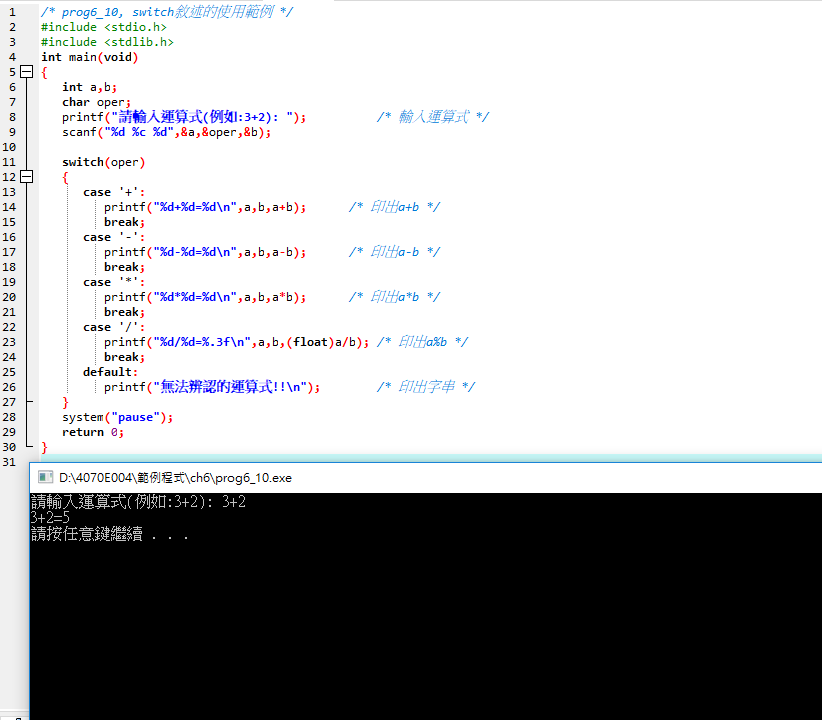 1 /* prog6_10, switch敘述的使用範例 */
2 #include <stdio.h>
3 #include <stdlib.h>
4 int main(void)
5 {
6 int a,b;
7 char oper;
8 printf("請輸入運算式(例如:3+2): "); /* 輸入運算式 */
9 scanf("%d %c %d",&a,&oper,&b);
10
11 switch(oper)
12 {
13 case '+':
14 printf("%d+%d=%d\n",a,b,a+b); /* 印出a+b */
15 break;
16 case '-':
17 printf("%d-%d=%d\n",a,b,a-b); /* 印出a-b */
18 break;
19 case '*':
20 printf("%d*%d=%d\n",a,b,a*b); /* 印出a*b */
21 break;
22 case '/':
23 printf("%d/%d=%.3f\n",a,b,(float)a/b); /* 印出a%b */
24 break;
25 default:
26 printf("無法辨認的運算式!!\n"); /* 印出字串 */
27 }
28 system("pause");
29 return 0;
30 }
31
D:\4070E004\範例程式\ch6\prog6_10.exe
請輸入運算式(例如:3+2): 3+2
3+2=5
請按任意鍵繼續 . . .